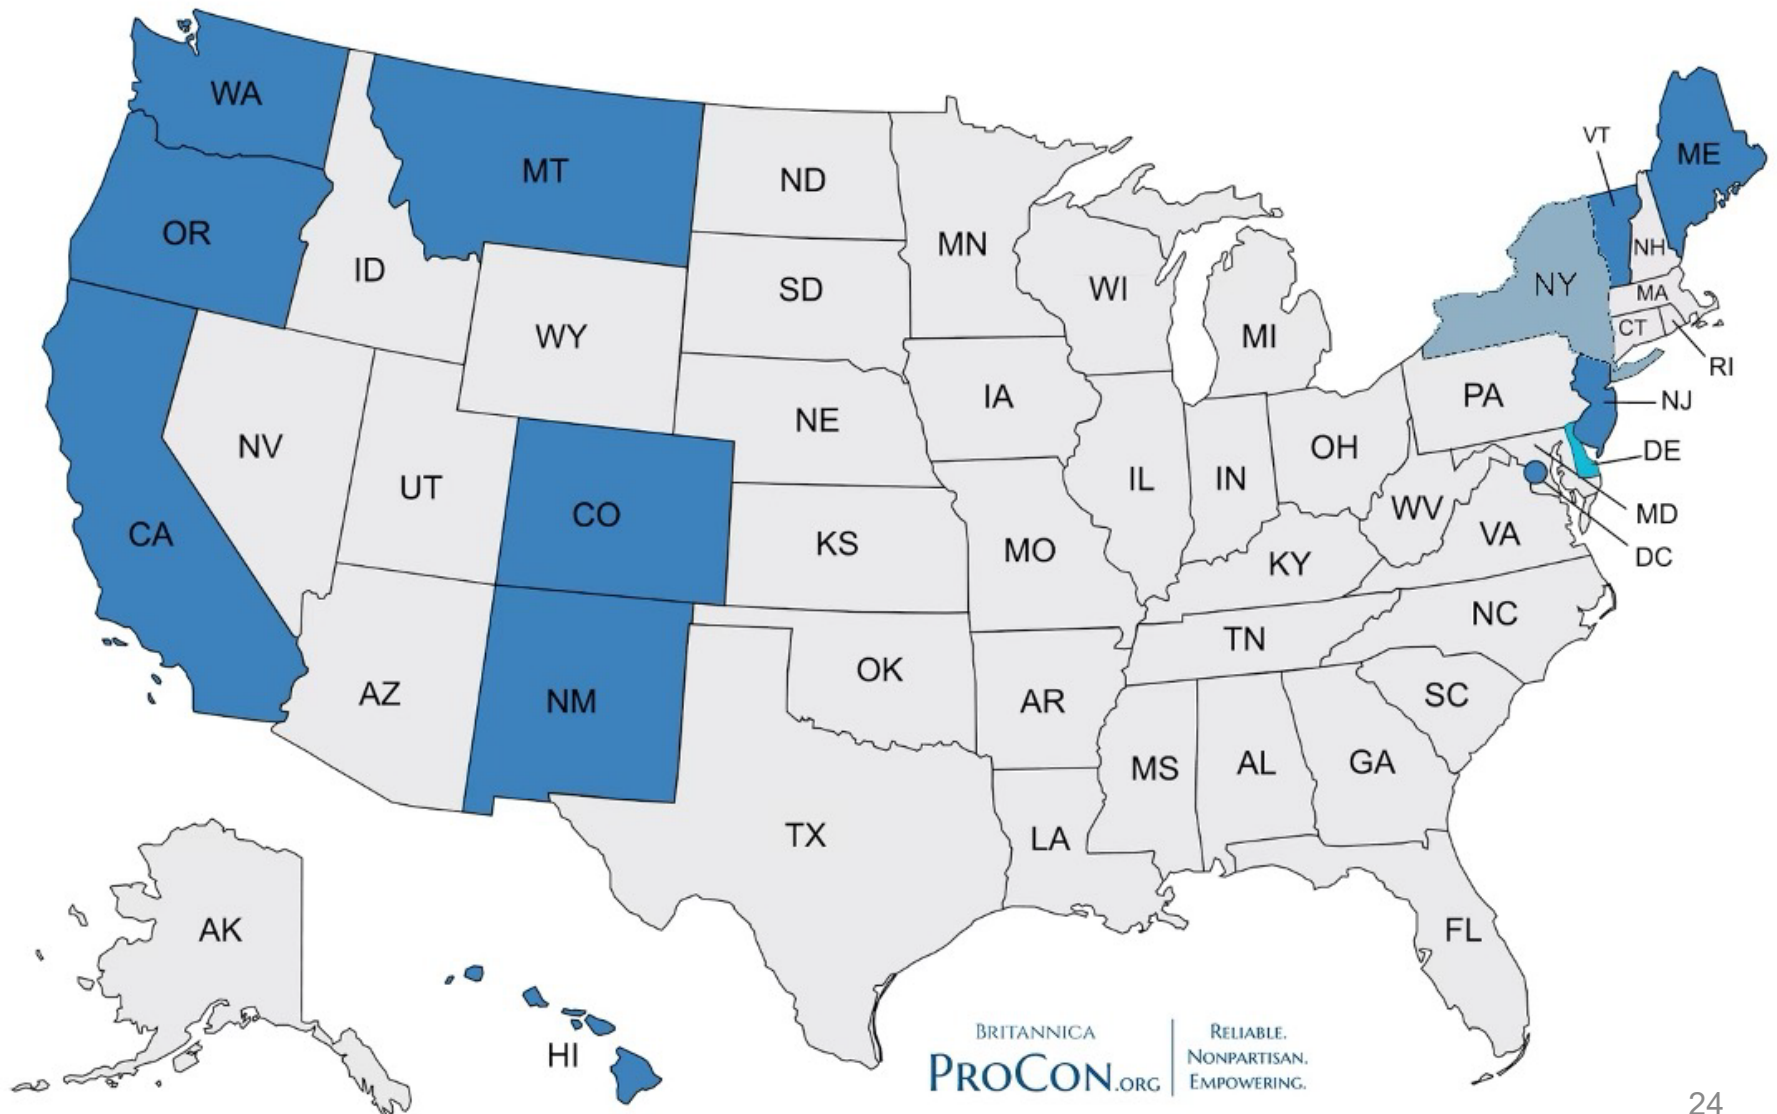 WA
VT
ME
MT
ND
OR
MN
NH
ID
SD
WI
NY
MA
WY
MI
CT
RI
IA
PA
NJ
NE
NV
OH
DE
UT
IL
IN
CO
WV
MD
CA
KS
MO
VA
DC
KY
NC
TN
OK
AZ
NM
AR
SC
MS
AL
GA
TX
LA
AK
FL
HI
BRITANNICA
PROCON.ORG
RELIABLE.
NONPARTISAN.
EMPOWERING.
24